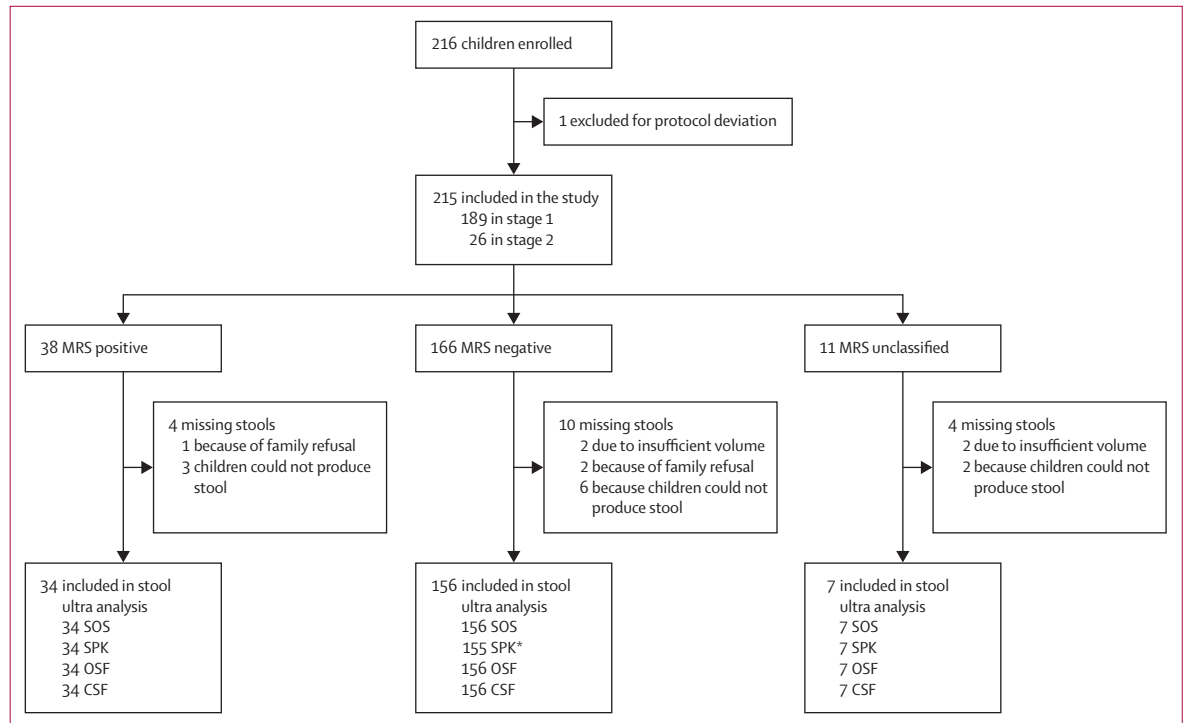 216 children enrolled
1 excluded for protocol deviation
215 included in the study
189 in stage 1
26 in stage 2
38 MRS positive
166 MRS negative
11 MRS unclassified
4 missing stools
1 because of family refusal
3 children could not produce
stool
10 missing stools
2 due to insufficient volume
2 because of family refusal
6 because children could not
produce stool
4 missing stools
2 due to insufficient volume
2 because children could not
produce stool
34 included in stool
ultra analysis
34 SOS
34 SPK
34 OSF
34 CSF
156 included in stool
ultra analysis
156 SOS
155 SPK*
156 OSF
156 CSF
7 included in stool
ultra analysis
7 SOS
7 SPK
7 OSF
7 CSF